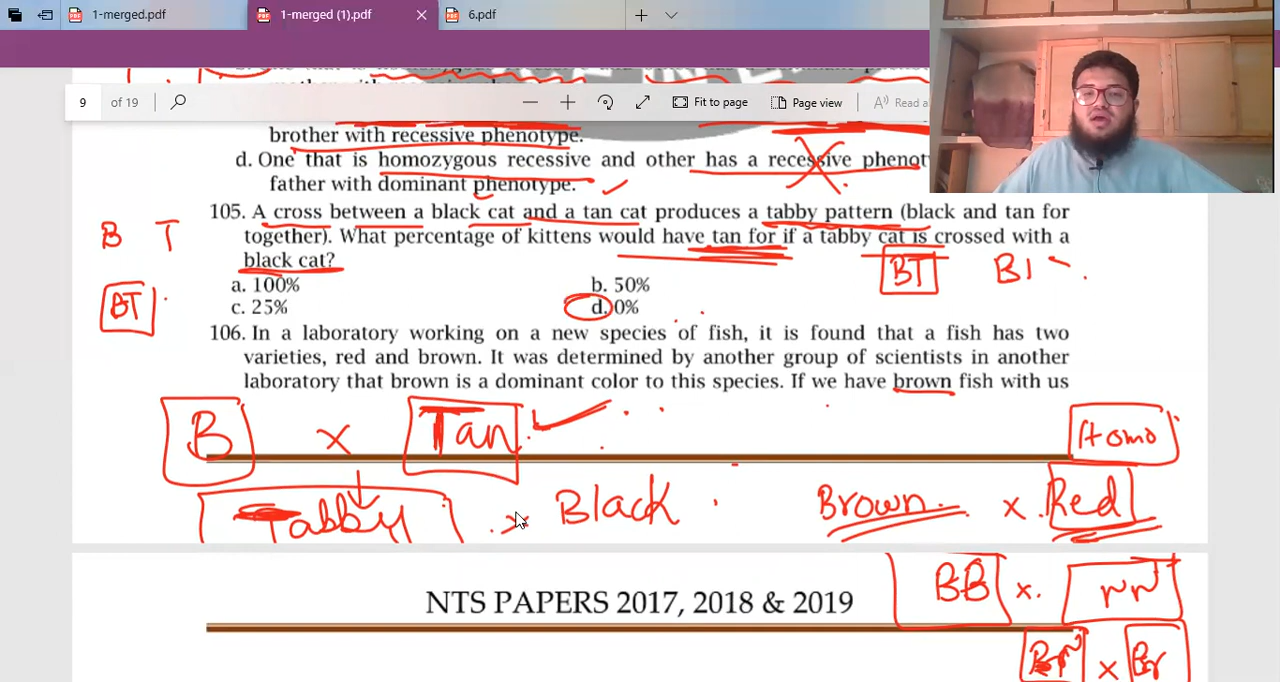 1-merged.pdf
1-merged (1).pdf
6.pdf
9 of 19
Fit to page
Page view
Read a
brother with recessive phenotype.
d. One that is homozygous recessive and other has a recessive phenot
father with dominant phenotype.
105. A cross between a black cat and a tan cat produces a tabby pattern (black and tan for
together). What percentage of kittens would have tan for if a tabby cat is crossed with a
black cat?
a. 100%
b. 50%
c. 25%
d. 0%
B T
BT
BT
106. In a laboratory working on a new species of fish, it is found that a fish has two
varieties, red and brown. It was determined by another group of scientists in another
laboratory that brown is a dominant color to this species. If we have brown fish with us
B x Tan
Homo
Tabby x Black
Brown x Red
NTS PAPERS 2017, 2018 & 2019
BB x rr
Br x Br